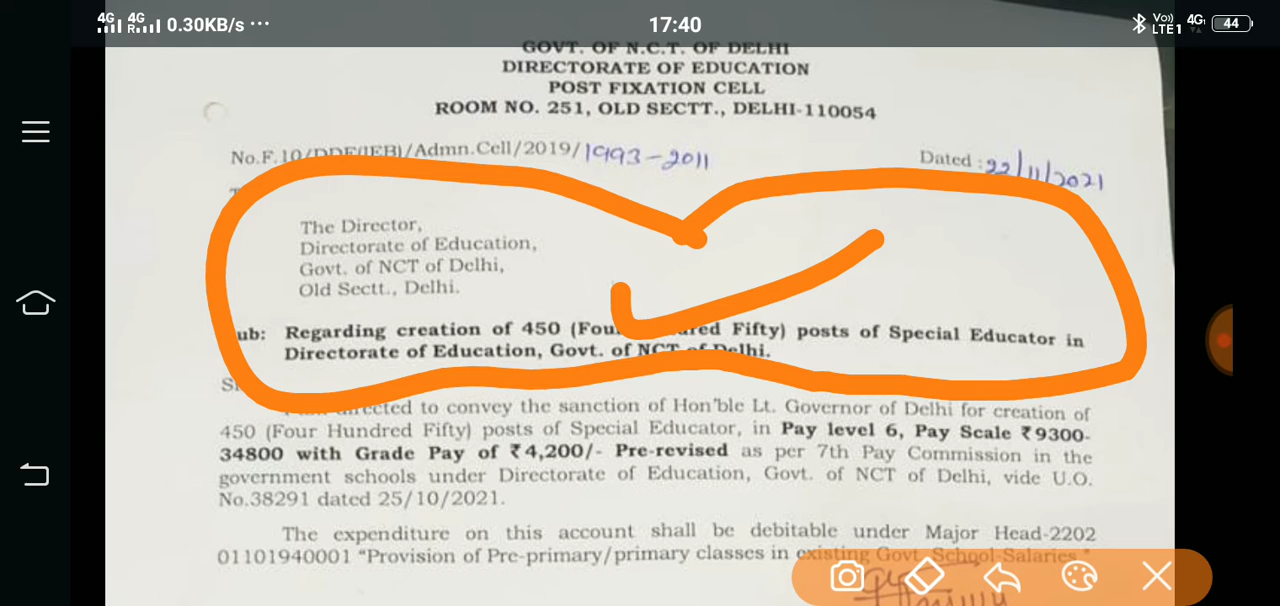 4G 4G R 0.30KB/s ··· 17:40 Vo)) LTE1 4G 44
GOVT. OF N.C.T. OF DELHI
DIRECTORATE OF EDUCATION
POST FIXATION CELL
ROOM NO. 251, OLD SECTT., DELHI-110054
No.F.10/DDE(IEB)/Admn.Cell/2019/1993-2011 Dated :22/11/2021
The Director,
Directorate of Education,
Govt. of NCT of Delhi,
Old Sectt., Delhi.
ub: Regarding creation of 450 (Fou red Fifty) posts of Special Educator in
Directorate of Education, Govt. of NCT of Delhi.
S
directed to convey the sanction of Hon'ble Lt. Governor of Delhi for creation of
450 (Four Hundred Fifty) posts of Special Educator, in Pay level 6, Pay Scale ₹9300-
34800 with Grade Pay of ₹4,200/- Pre-revised as per 7th Pay Commission in the
government schools under Directorate of Education, Govt. of NCT of Delhi, vide U.O.
No.38291 dated 25/10/2021.
The expenditure on this account shall be debitable under Major Head-2202
01101940001 "Provision of Pre-primary/primary classes in existing Govt. School-Salaries."